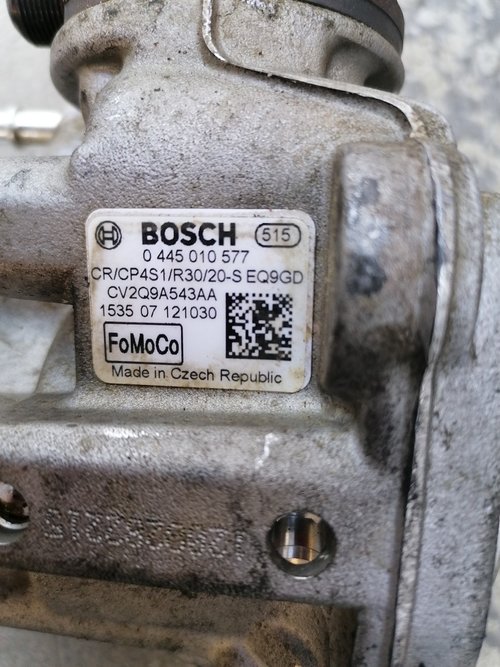 BOSCH 515
0 445 010 577
CR/CP4S1/R30/20-S EQ9GD
CV2Q9A543AA
1535 07 121030
FoMoCo
Made in Czech Republic